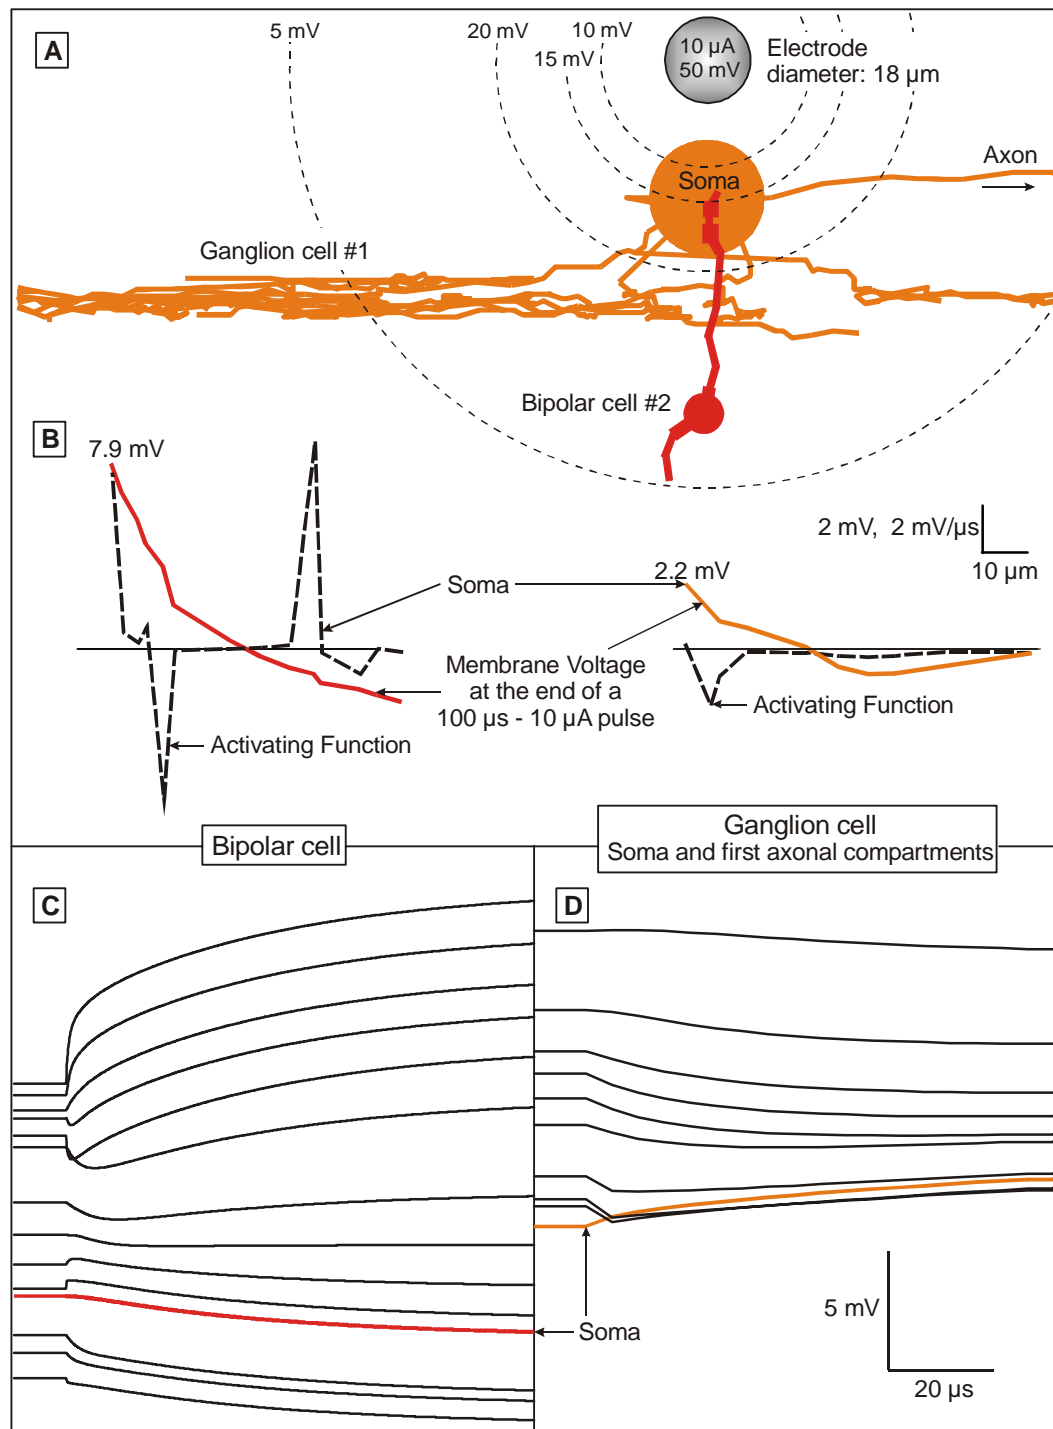 A
5 mV
20 mV
10 mV
15 mV
10 µA
50 mV
Electrode
diameter: 18 µm
Axon
Soma
Ganglion cell #1
Bipolar cell #2
B
7.9 mV
2 mV, 2 mV/µs
10 µm
Soma
2.2 mV
Membrane Voltage
at the end of a
100 µs - 10 µA pulse
Activating Function
Activating Function
Bipolar cell
Ganglion cell
Soma and first axonal compartments
C
D
5 mV
Soma
20 µs